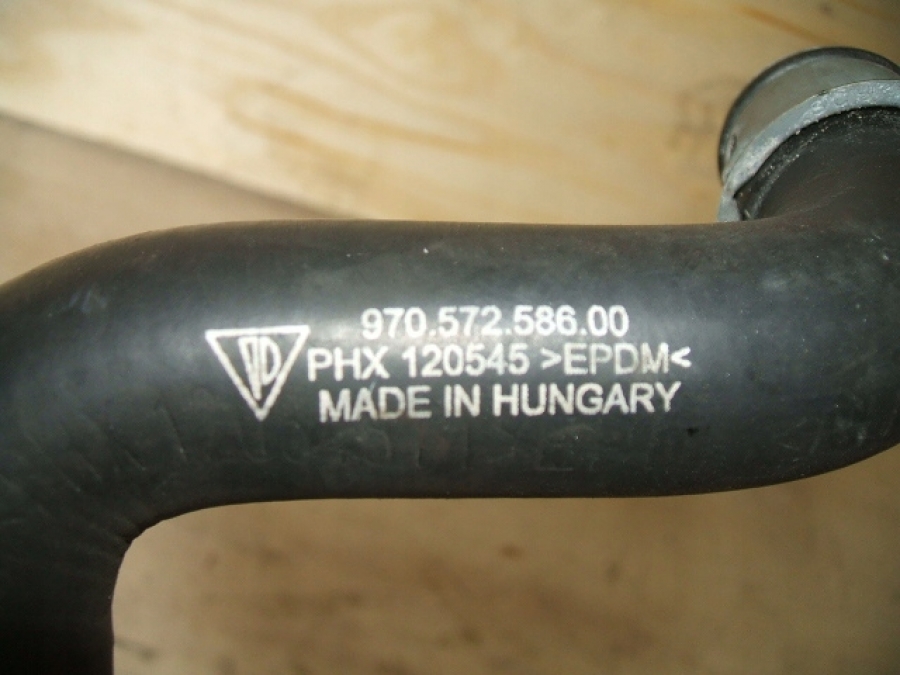 970.572.586.00
PHX 120545 >EPDM<
MADE IN HUNGARY